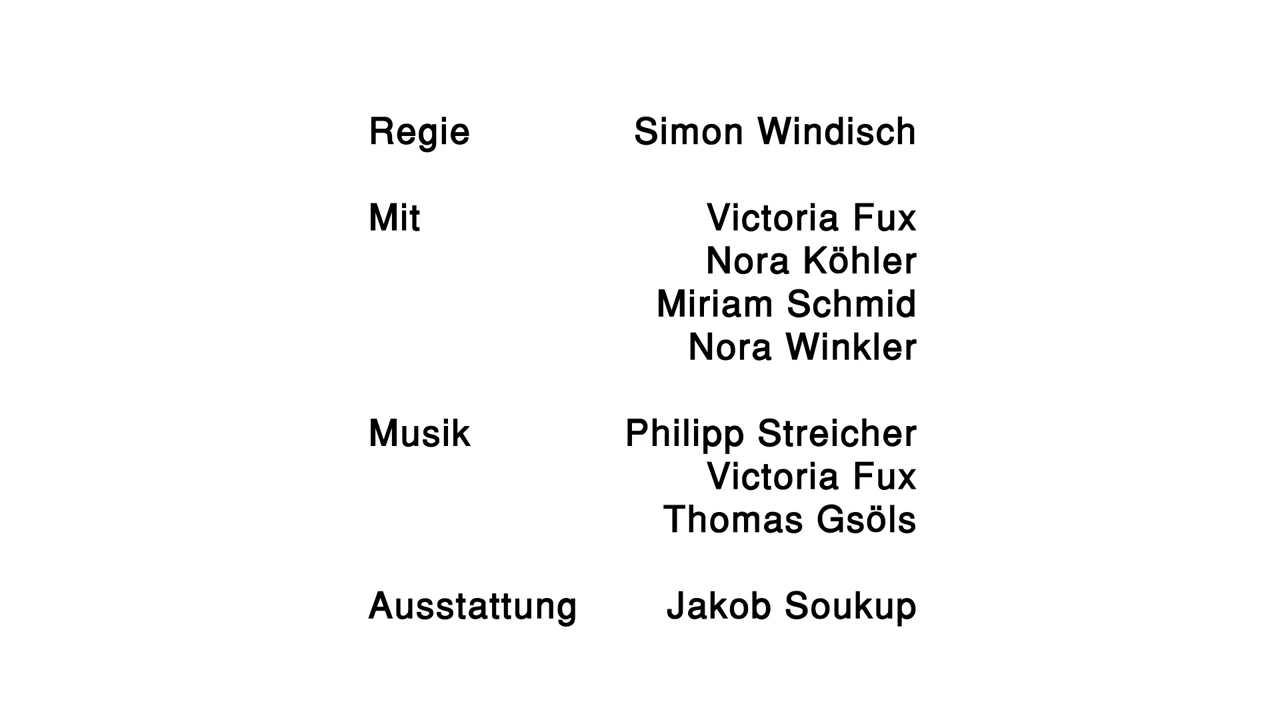 Regie Simon Windisch
Mit Victoria Fux
Nora Köhler
Miriam Schmid
Nora Winkler
Musik Philipp Streicher
Victoria Fux
Thomas Gsöls
Ausstattung Jakob Soukup